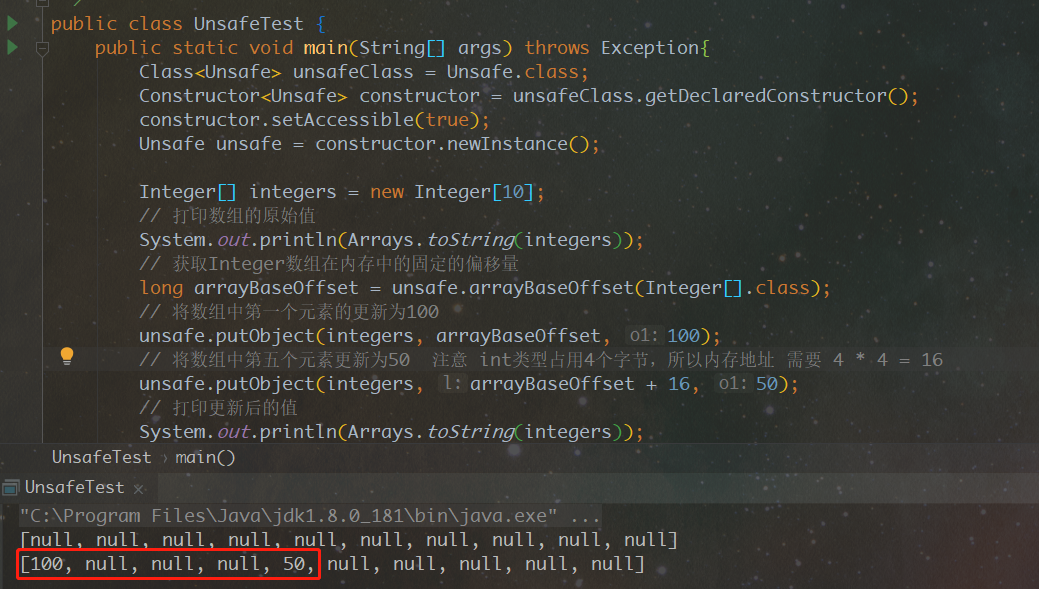 public class UnsafeTest {
public static void main(String[] args) throws Exception{
Class<Unsafe> unsafeClass = Unsafe.class;
Constructor<Unsafe> constructor = unsafeClass.getDeclaredConstructor();
constructor.setAccessible(true);
Unsafe unsafe = constructor.newInstance();
Integer[] integers = new Integer[10];
// 打印数组的原始值
System.out.println(Arrays.toString(integers));
// 获取Integer数组在内存中的固定的偏移量
long arrayBaseOffset = unsafe.arrayBaseOffset(Integer[].class);
// 将数组中第一个元素的更新为100
unsafe.putObject(integers, arrayBaseOffset, o1: 100);
// 将数组中第五个元素更新为50  注意 int类型占用4个字节，所以内存地址 需要 4 * 4 = 16
unsafe.putObject(integers, l: arrayBaseOffset + 16, o1: 50);
// 打印更新后的值
System.out.println(Arrays.toString(integers));
UnsafeTest › main()
UnsafeTest ×
"C:\Program Files\Java\jdk1.8.0_181\bin\java.exe" ...
[null, null, null, null, null, null, null, null, null, null]
[100, null, null, null, 50, null, null, null, null, null]